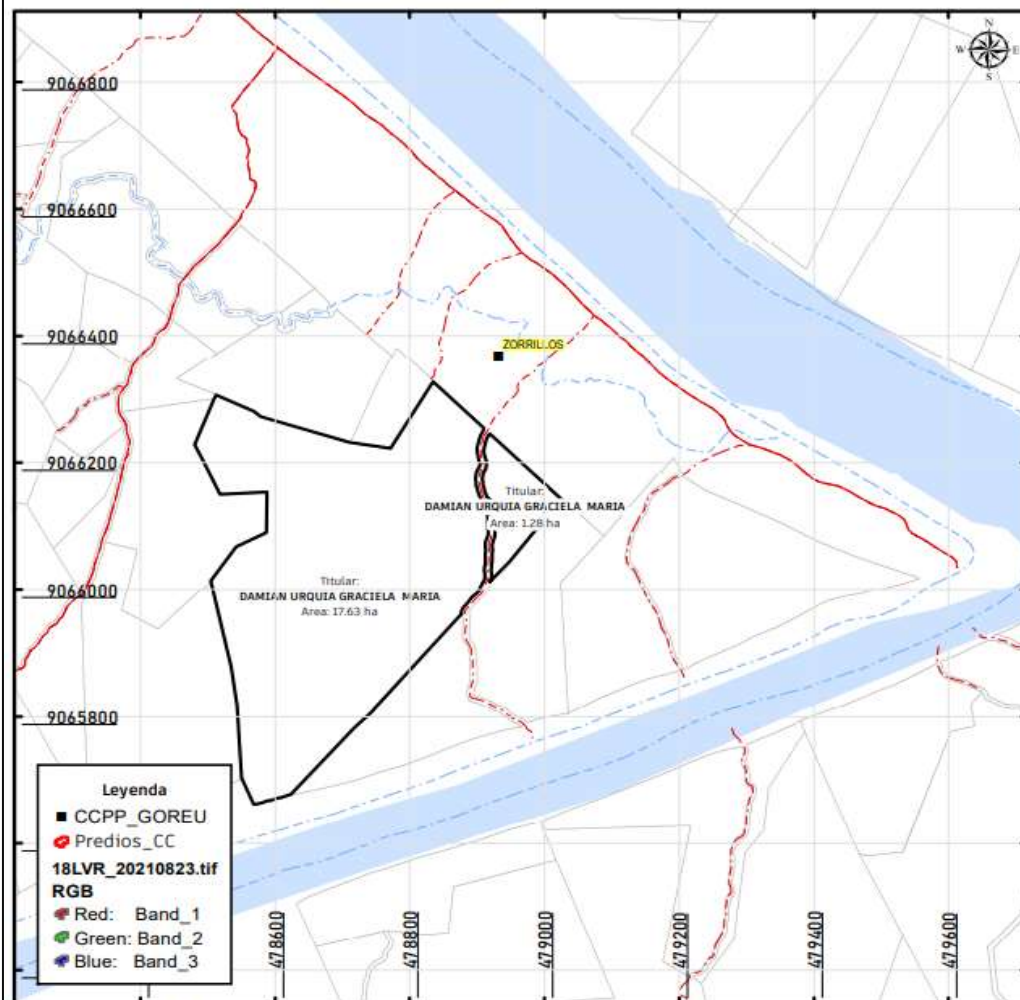 N
W
E
S
9066800
9066600
9066400
ZORRILLOS
9066200
Titular:
DAMIAN URQUIA GRACIELA MARIA
Area: 1.28 ha
Titular:
DAMIAN URQUIA GRACIELA MARIA
Area: 17.63 ha
9066000
9065800
Leyenda
CCPP_GOREU
Predios_CC
18LVR_20210823.tif
RGB
Red: Band_1
Green: Band_2
Blue: Band_3
478600
478800
479000
479200
479400
479600